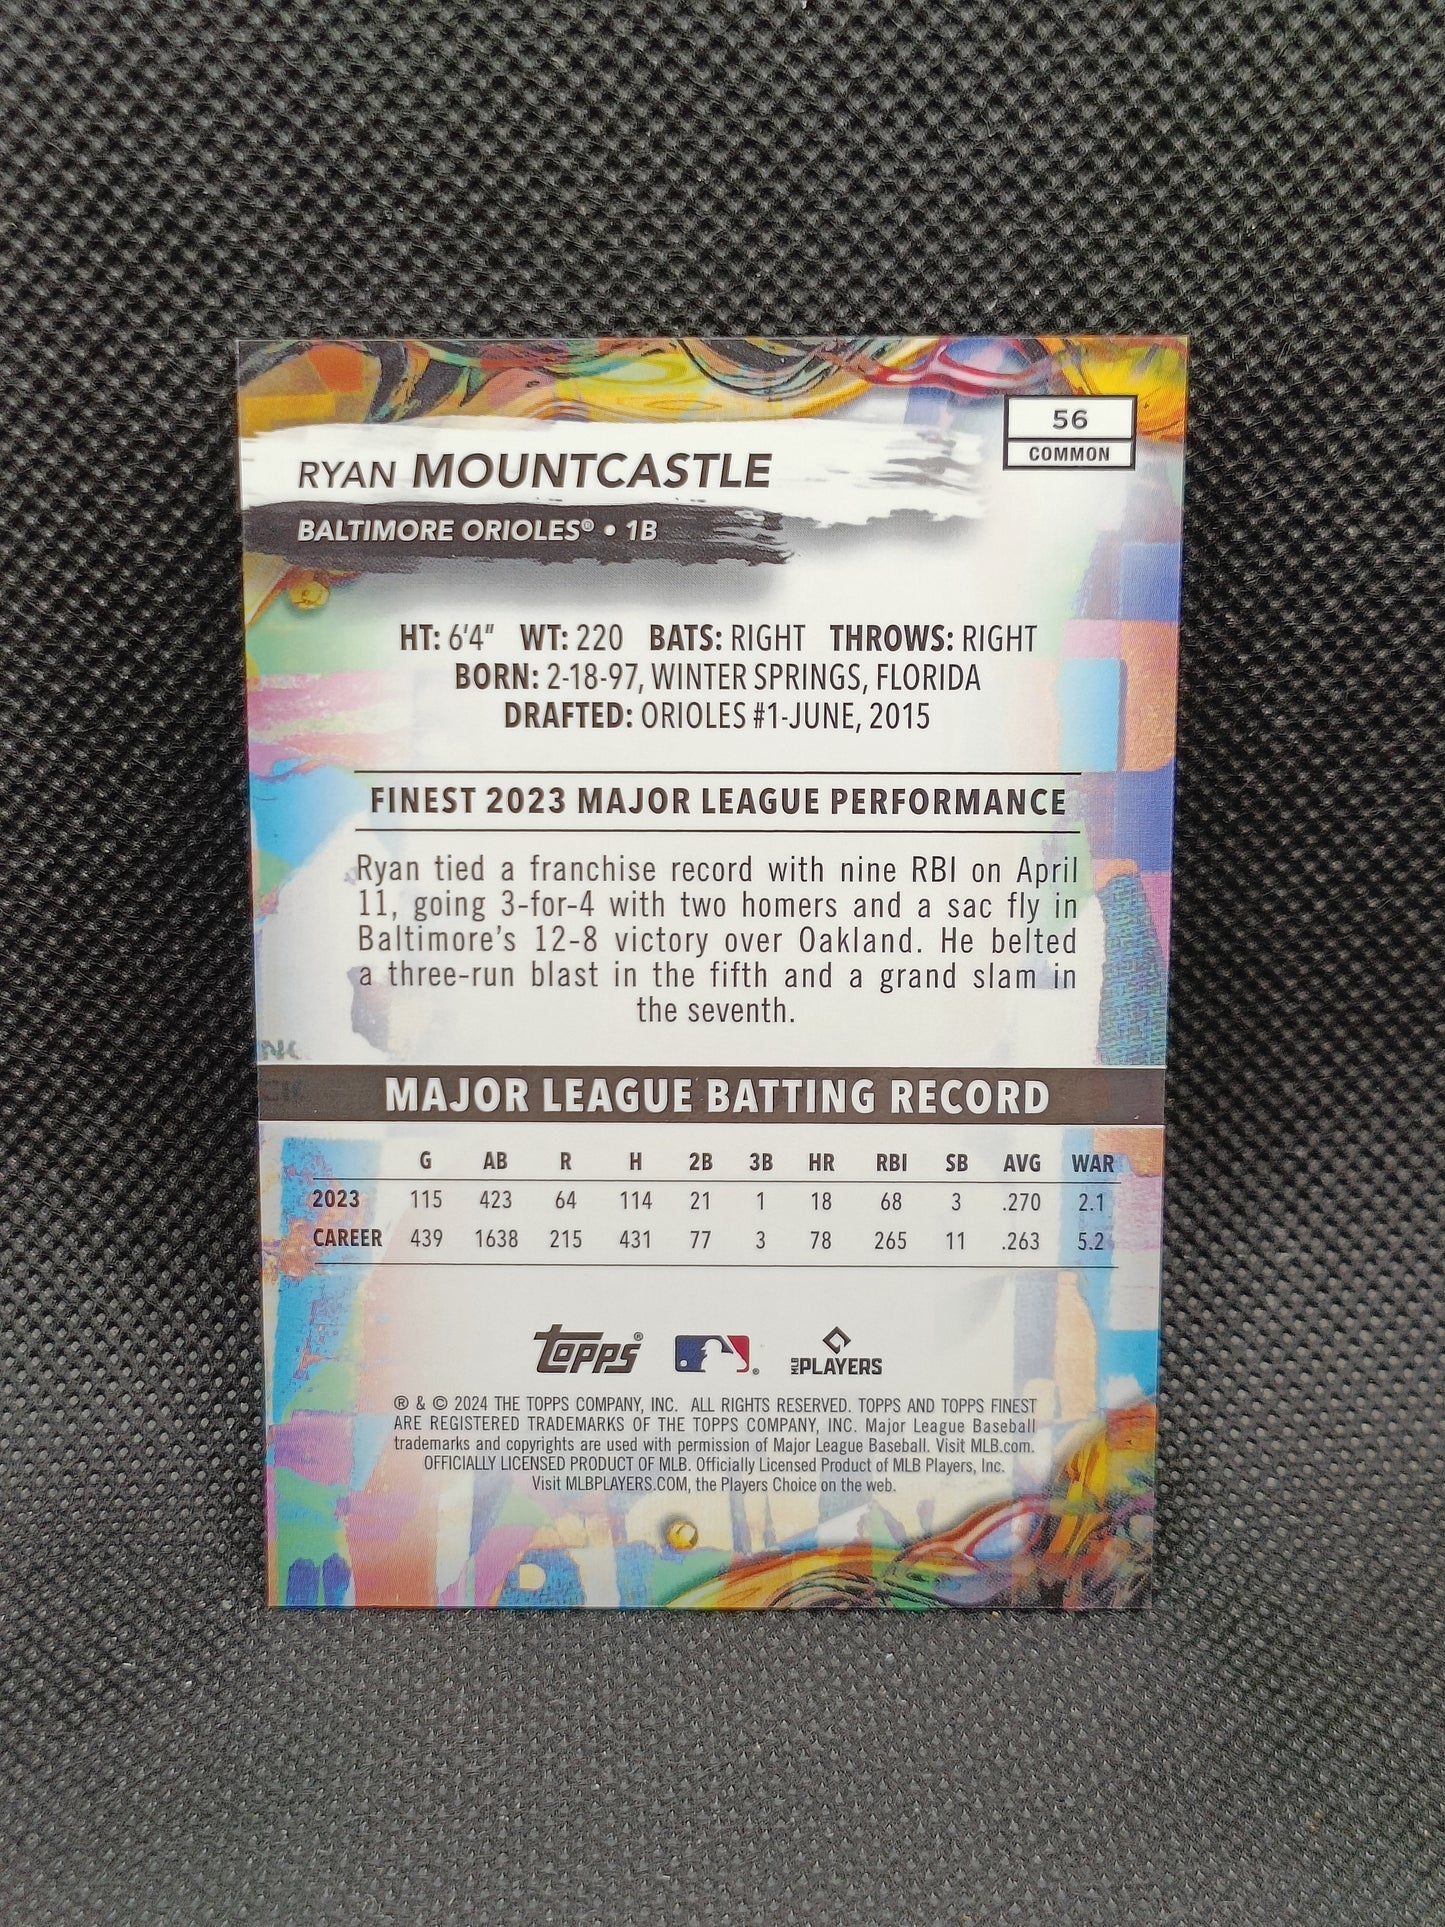 56
COMMON
RYAN MOUNTCASTLE
BALTIMORE ORIOLES® • 1B
HT: 6'4" WT: 220 BATS: RIGHT THROWS: RIGHT
BORN: 2-18-97, WINTER SPRINGS, FLORIDA
DRAFTED: ORIOLES #1-JUNE, 2015
FINEST 2023 MAJOR LEAGUE PERFORMANCE
Ryan tied a franchise record with nine RBI on April
11, going 3-for-4 with two homers and a sac fly in
Baltimore's 12-8 victory over Oakland. He belted
a three-run blast in the fifth and a grand slam in
the seventh.
MAJOR LEAGUE BATTING RECORD
G AB R H 2B 3B HR RBI SB AVG WAR
2023 115 423 64 114 21 1 18 68 3 .270 2.1
CAREER 439 1638 215 431 77 3 78 265 11 .263 5.2
topps® ® MLB PLAYERS
® & © 2024 THE TOPPS COMPANY, INC. ALL RIGHTS RESERVED. TOPPS AND TOPPS FINEST
ARE REGISTERED TRADEMARKS OF THE TOPPS COMPANY, INC. Major League Baseball
trademarks and copyrights are used with permission of Major League Baseball. Visit MLB.com.
OFFICIALLY LICENSED PRODUCT OF MLB. Officially Licensed Product of MLB Players, Inc.
Visit MLBPLAYERS.COM, the Players Choice on the web.